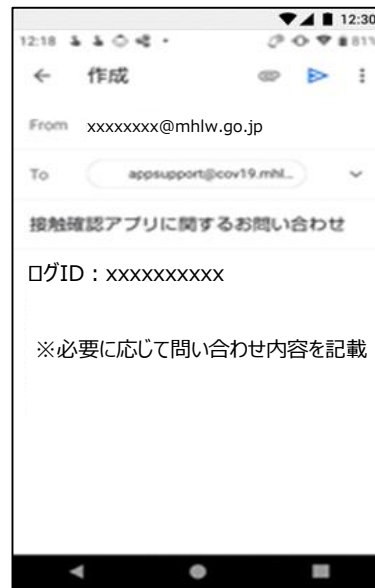 12:30
12:18 81%
作成
From xxxxxxxx@mhlw.go.jp
To appsupport@cov19.mhl...
接触確認アプリに関するお問い合わせ
ログID:xxxxxxxxxx
※必要に応じて問い合わせ内容を記載